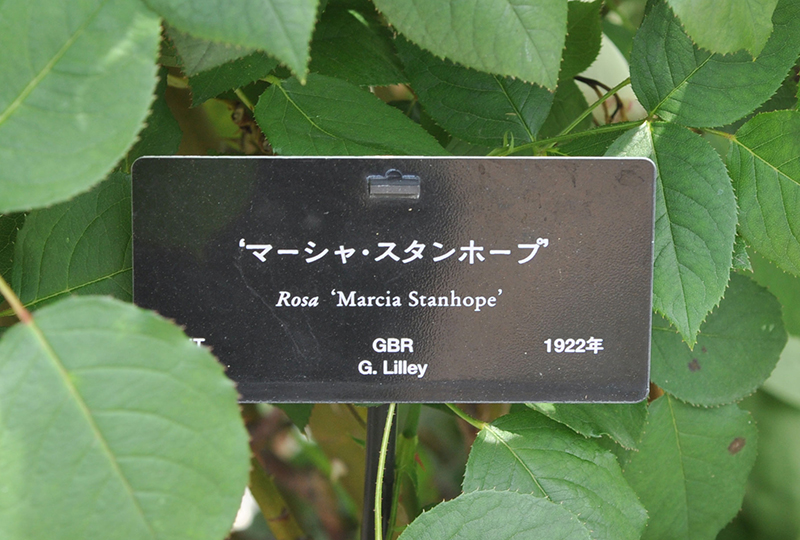 ‘マーシャ・スタンホープ’
Rosa ‘Marcia Stanhope’
GBR 1922年
G. Lilley